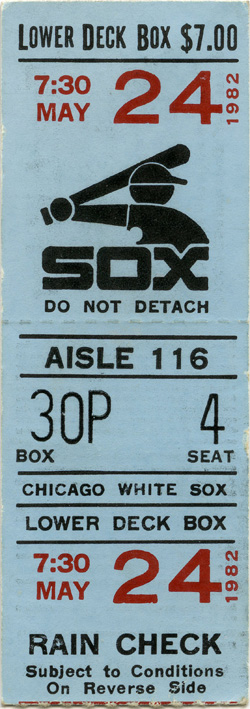 LOWER DECK BOX $7.00
7:30 MAY 24 1982
SOX
DO NOT DETACH
AISLE 116
30P 4
BOX SEAT
CHICAGO WHITE SOX
LOWER DECK BOX
7:30 MAY 24 1982
RAIN CHECK
Subject to Conditions
On Reverse Side